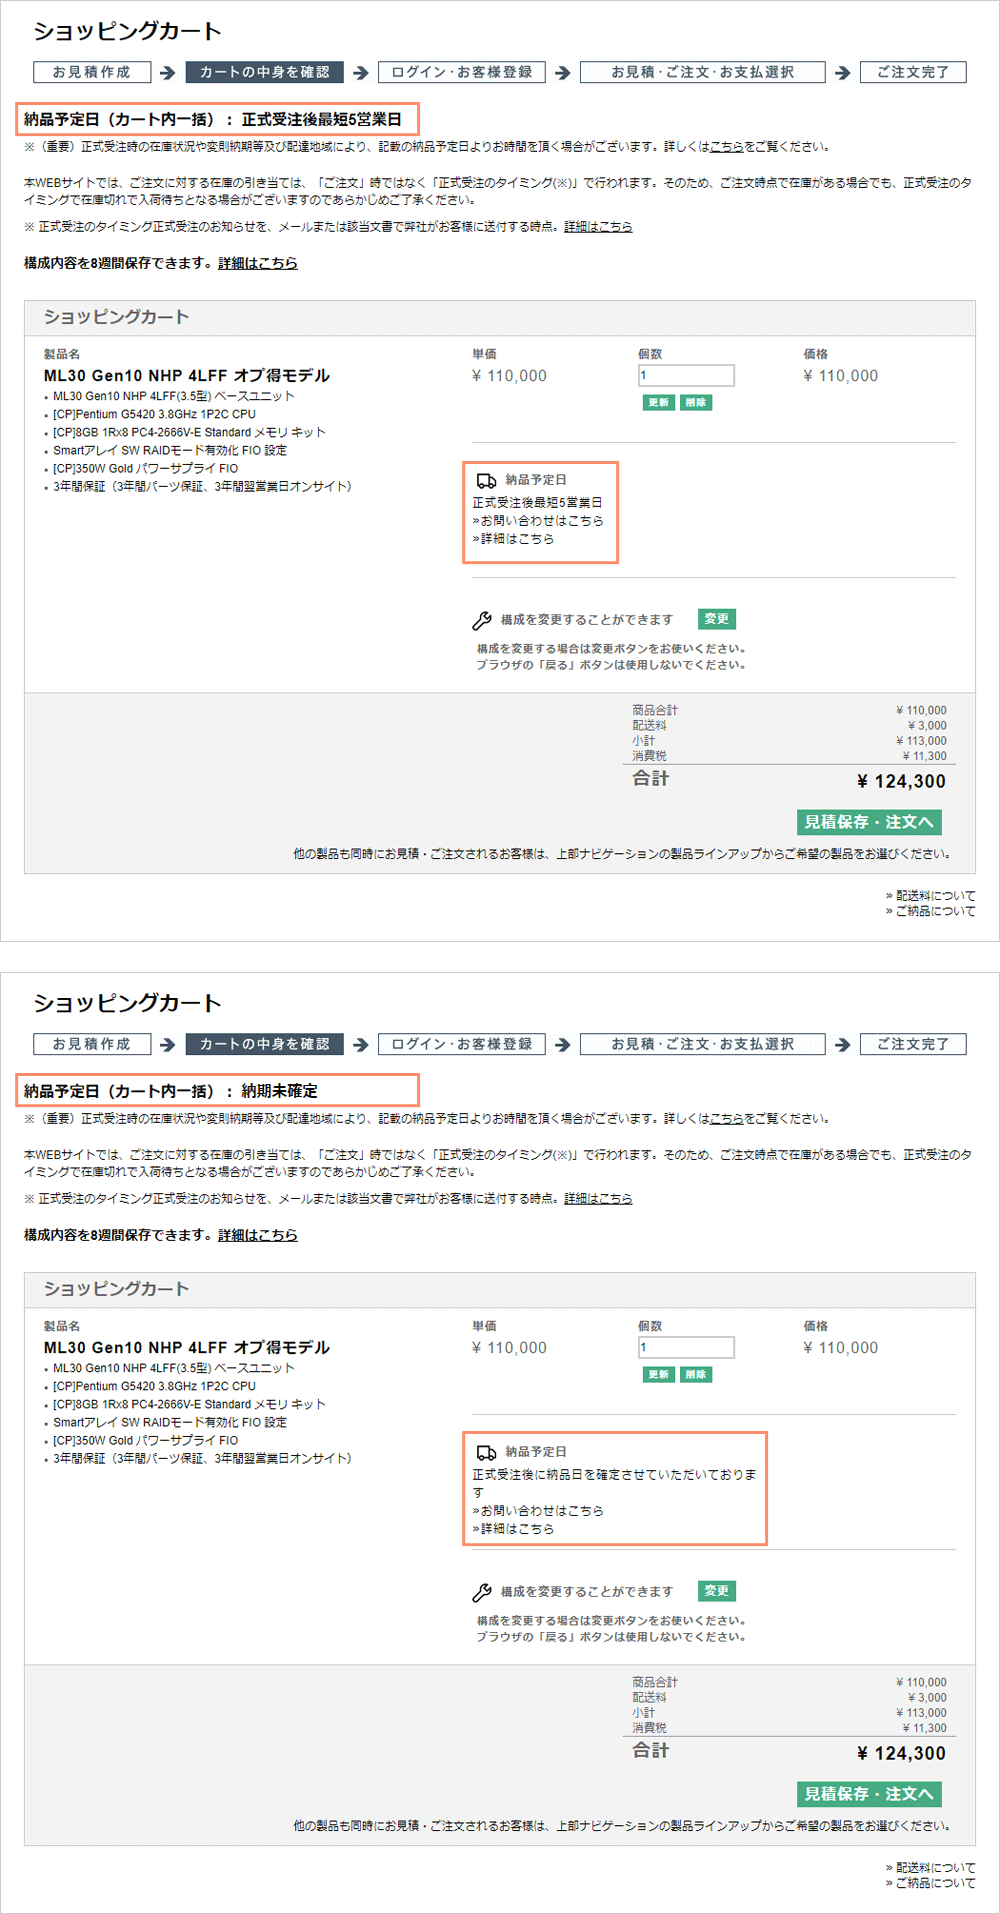 ショッピングカート
お見積作成 カートの中身を確認 ログイン･お客様登録 お見積･ご注文･お支払選択 ご注文完了
納品予定日（カート内一括）： 正式受注後最短5営業日
※（重要）正式受注時の在庫状況や変則納期等及び配達地域により、記載の納品予定日よりお時間を頂く場合がございます。詳しくはこちらをご覧ください。
本WEBサイトでは、ご注文に対する在庫の引き当ては、「ご注文」時ではなく「正式受注のタイミング(※)」で行われます。そのため、ご注文時点で在庫がある場合でも、正式受注のタ
イミングで在庫切れで入荷待ちとなる場合がございますのであらかじめご了承ください。
※ 正式受注のタイミング正式受注のお知らせを、メールまたは該当文書で弊社がお客様に送付する時点。詳細はこちら
構成内容を8週間保存できます。詳細はこちら
ショッピングカート
製品名 単価 個数 価格
ML30 Gen10 NHP 4LFF オプ得モデル ¥ 110,000 1 ¥ 110,000
・ML30 Gen10 NHP 4LFF(3.5型) ベースユニット
更新 削除
・[CP]Pentium G5420 3.8GHz 1P2C CPU
・[CP]8GB 1Rx8 PC4-2666V-E Standard メモリ キット
・Smartアレイ SW RAIDモード有効化 FIO 設定
・[CP]350W Gold パワーサプライ FIO
・3年間保証（3年間パーツ保証、3年間翌営業日オンサイト）
納品予定日
正式受注後最短5営業日
»お問い合わせはこちら
»詳細はこちら
構成を変更することができます 変更
構成を変更する場合は変更ボタンをお使いください。
ブラウザの「戻る」ボタンは使用しないでください。
商品合計 ¥ 110,000
配送料 ¥ 3,000
小計 ¥ 113,000
消費税 ¥ 11,300
合計 ¥ 124,300
見積保存・注文へ
他の製品も同時にお見積・ご注文されるお客様は、上部ナビゲーションの製品ラインアップからご希望の製品をお選びください。
» 配送料について
» ご納品について
ショッピングカート
お見積作成 カートの中身を確認 ログイン･お客様登録 お見積･ご注文･お支払選択 ご注文完了
納品予定日（カート内一括）： 納期未確定
※（重要）正式受注時の在庫状況や変則納期等及び配達地域により、記載の納品予定日よりお時間を頂く場合がございます。詳しくはこちらをご覧ください。
本WEBサイトでは、ご注文に対する在庫の引き当ては、「ご注文」時ではなく「正式受注のタイミング(※)」で行われます。そのため、ご注文時点で在庫がある場合でも、正式受注のタ
イミングで在庫切れで入荷待ちとなる場合がございますのであらかじめご了承ください。
※ 正式受注のタイミング正式受注のお知らせを、メールまたは該当文書で弊社がお客様に送付する時点。詳細はこちら
構成内容を8週間保存できます。詳細はこちら
ショッピングカート
製品名 単価 個数 価格
ML30 Gen10 NHP 4LFF オプ得モデル ¥ 110,000 1 ¥ 110,000
・ML30 Gen10 NHP 4LFF(3.5型) ベースユニット
更新 削除
・[CP]Pentium G5420 3.8GHz 1P2C CPU
・[CP]8GB 1Rx8 PC4-2666V-E Standard メモリ キット
・Smartアレイ SW RAIDモード有効化 FIO 設定
・[CP]350W Gold パワーサプライ FIO
・3年間保証（3年間パーツ保証、3年間翌営業日オンサイト）
納品予定日
正式受注後に納品日を確定させていただいておりま
す
»お問い合わせはこちら
»詳細はこちら
構成を変更することができます 変更
構成を変更する場合は変更ボタンをお使いください。
ブラウザの「戻る」ボタンは使用しないでください。
商品合計 ¥ 110,000
配送料 ¥ 3,000
小計 ¥ 113,000
消費税 ¥ 11,300
合計 ¥ 124,300
見積保存・注文へ
他の製品も同時にお見積・ご注文されるお客様は、上部ナビゲーションの製品ラインアップからご希望の製品をお選びください。
» 配送料について
» ご納品について